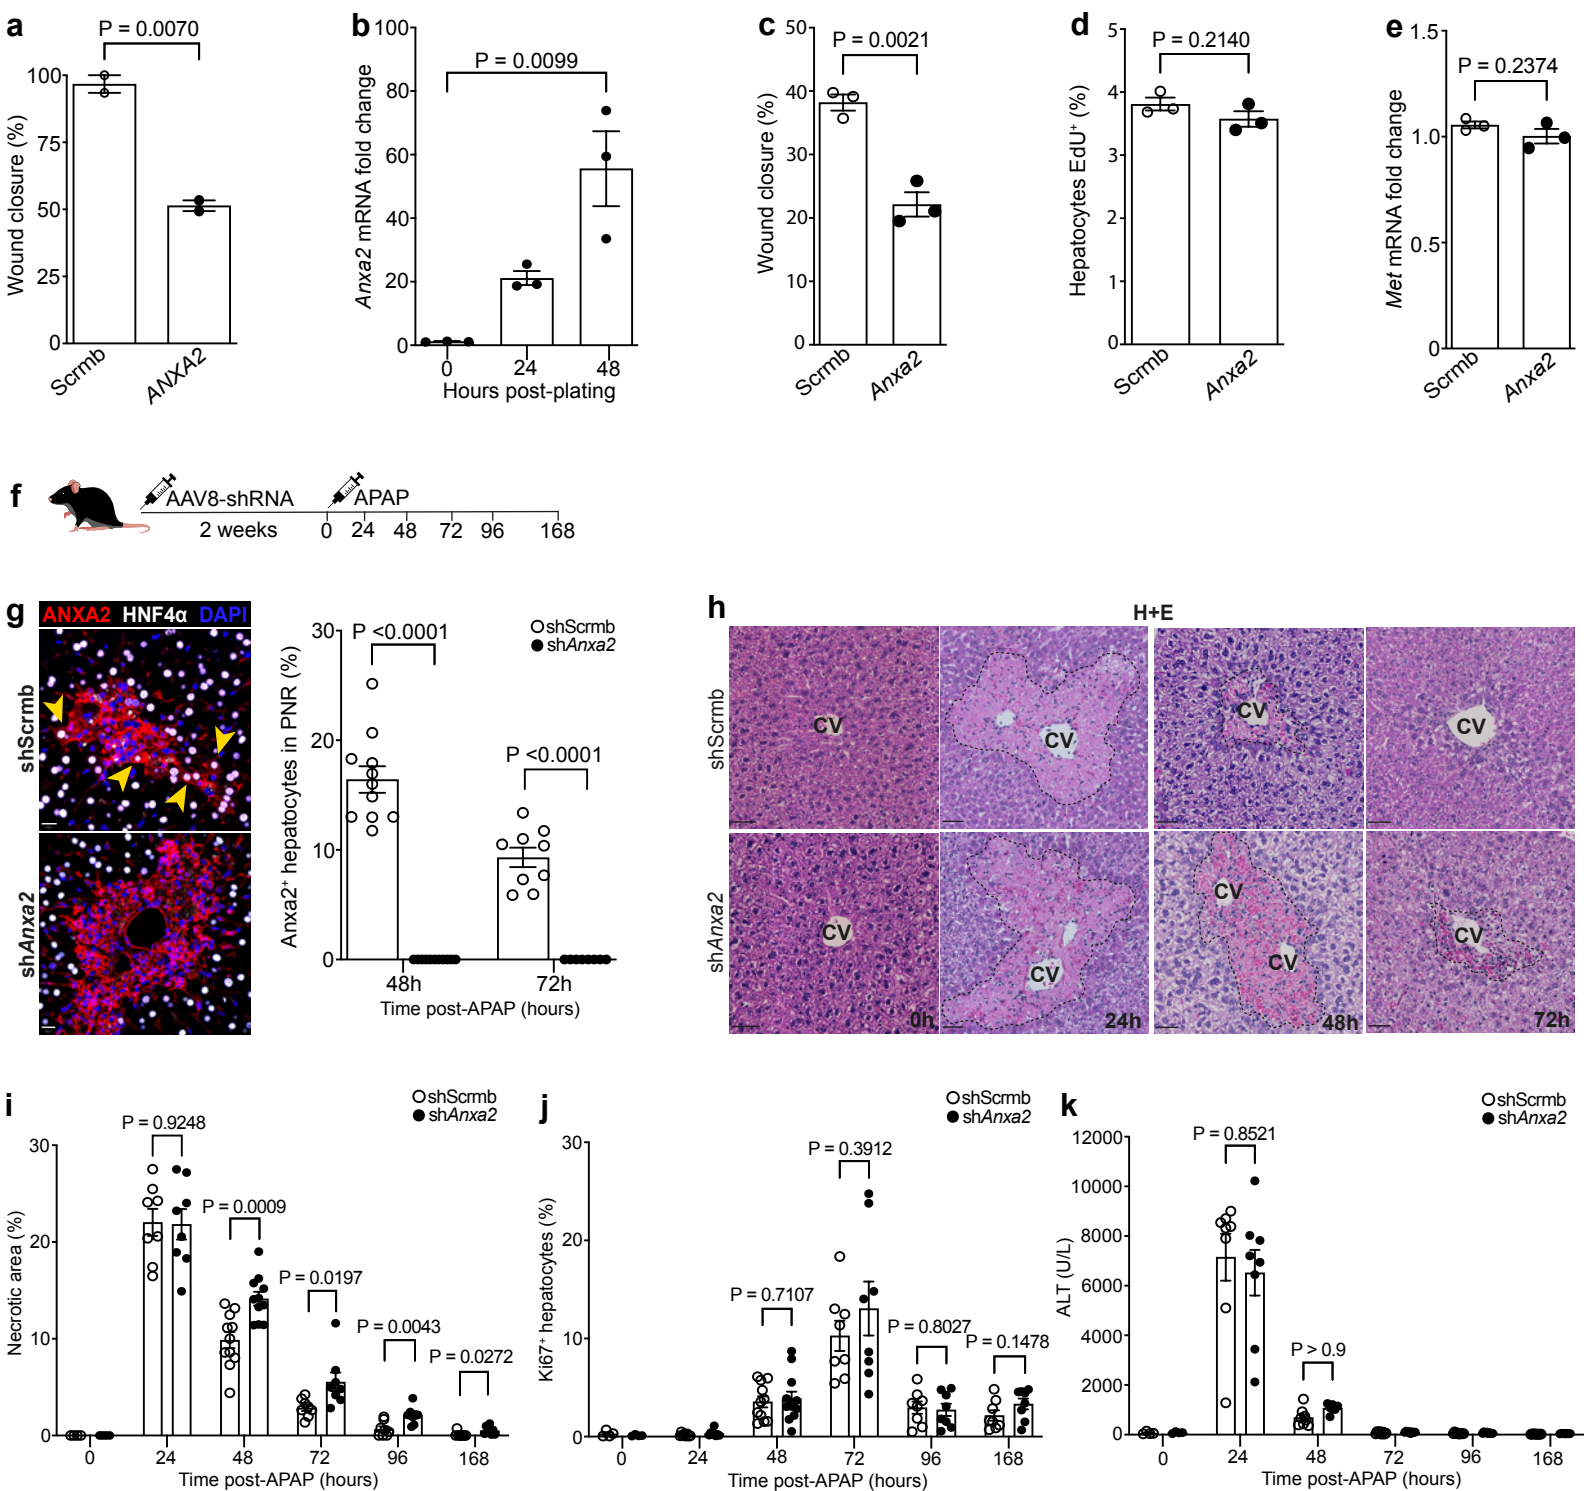 a
P = 0.0070
Wound closure (%)
100
75
50
25
0
Scrmb
ANXA2
b
P = 0.0099
Anxa2 mRNA fold change
100
80
60
40
20
0
0 24 48
Hours post-plating
c
P = 0.0021
Wound closure (%)
50
40
30
20
10
0
Scrmb
Anxa2
d
P = 0.2140
Hepatocytes EdU⁺ (%)
5
4
3
2
1
0
Scrmb
Anxa2
e
P = 0.2374
Met mRNA fold change
1.5
1.0
0.5
0
Scrmb
Anxa2
f
AAV8-shRNA APAP
2 weeks 0 24 48 72 96 168
g
ANXA2 HNF4α DAPI
shScrmb
shAnxa2
shScrmb
shAnxa2
P <0.0001
P <0.0001
Anxa2⁺ hepatocytes in PNR (%)
30
20
10
0
48h 72h
Time post-APAP (hours)
h
H+E
shScrmb
CV
CV
CV
CV
shAnxa2
CV
CV
CV
CV
CV
0h 24h 48h 72h
i
shScrmb
shAnxa2
P = 0.9248
P = 0.0009
P = 0.0197
P = 0.0043
P = 0.0272
Necrotic area (%)
30
20
10
0
0 24 48 72 96 168
Time post-APAP (hours)
j
shScrmb
shAnxa2
P = 0.3912
P = 0.7107
P = 0.8027
P = 0.1478
Ki67⁺ hepatocytes (%)
30
20
10
0
0 24 48 72 96 168
Time post-APAP (hours)
k
shScrmb
shAnxa2
P = 0.8521
P > 0.9
ALT (U/L)
12000
10000
8000
6000
4000
2000
0
0 24 48 72 96 168
Time post-APAP (hours)